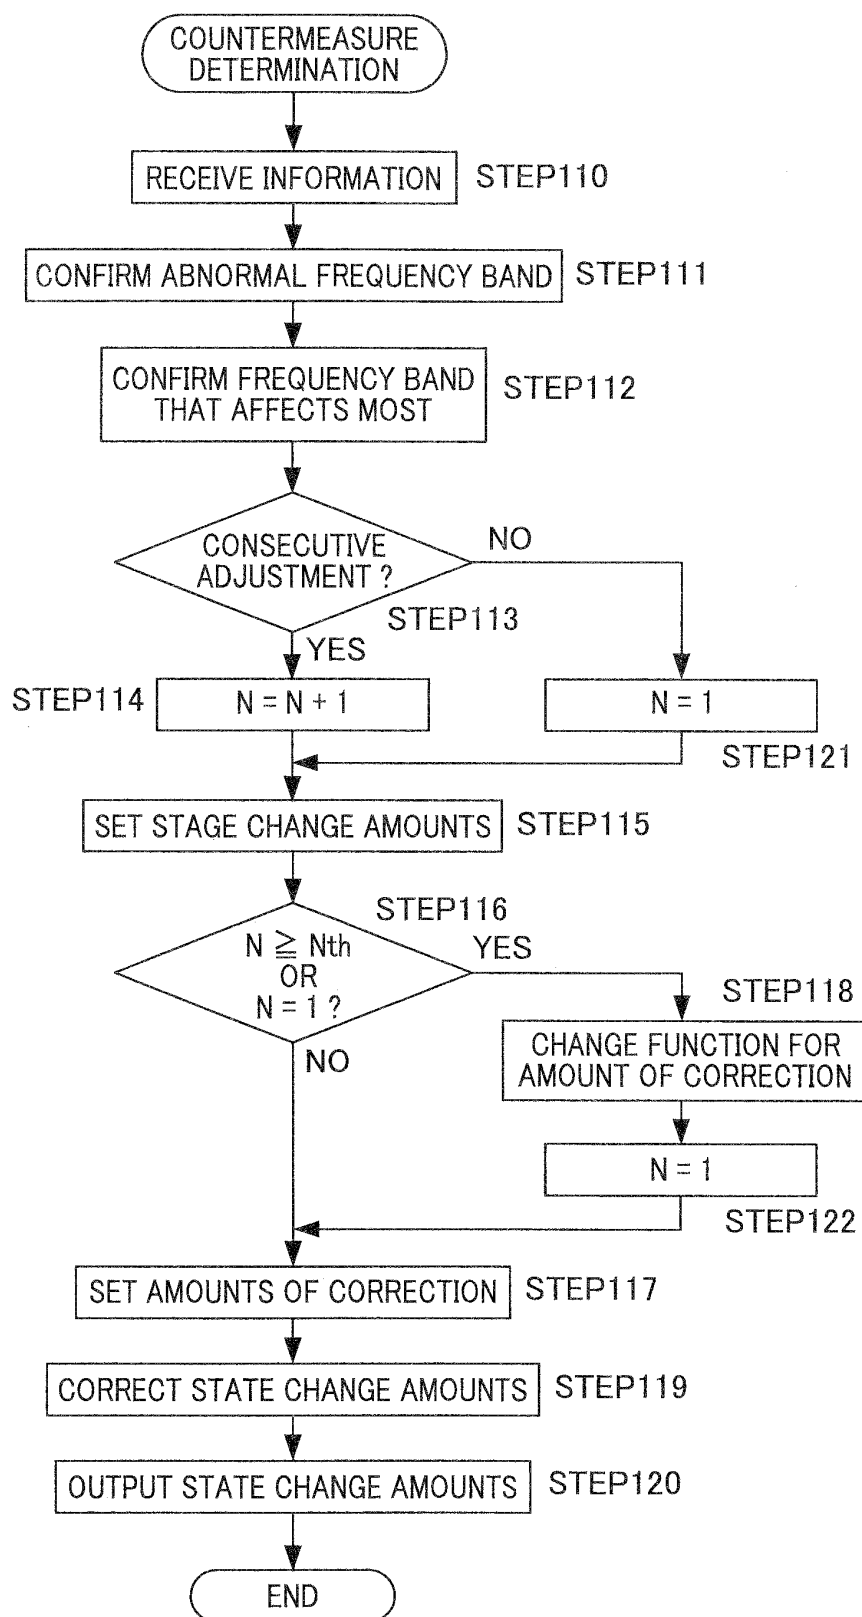 COUNTERMEASURE
DETERMINATION
RECEIVE INFORMATION
STEP110
CONFIRM ABNORMAL FREQUENCY BAND
STEP111
CONFIRM FREQUENCY BAND
THAT AFFECTS MOST
STEP112
CONSECUTIVE
ADJUSTMENT ?
NO
STEP113
YES
STEP114
N = N + 1
N = 1
STEP121
SET STAGE CHANGE AMOUNTS
STEP115
STEP116
N ≧ Nth
OR
N = 1 ?
YES
STEP118
NO
CHANGE FUNCTION FOR
AMOUNT OF CORRECTION
N = 1
STEP122
SET AMOUNTS OF CORRECTION
STEP117
CORRECT STATE CHANGE AMOUNTS
STEP119
OUTPUT STATE CHANGE AMOUNTS
STEP120
END